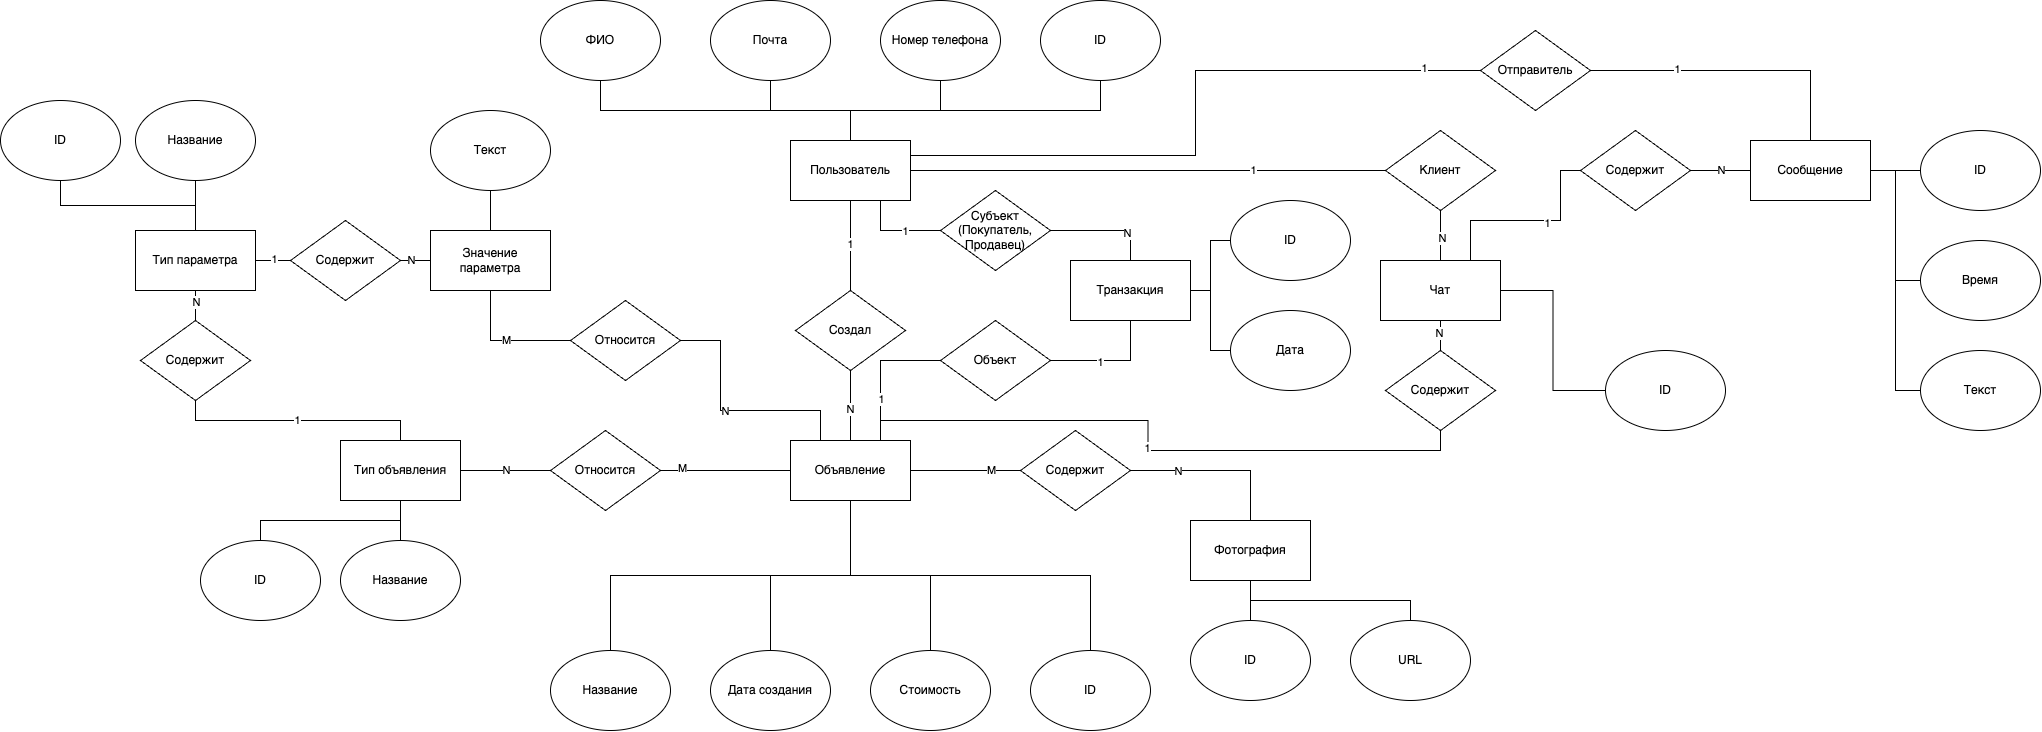 ФИО
Почта
Номер телефона
ID
1
Отправитель
1
ID
Название
Текст
Пользователь
1
Клиент
Содержит
N
Сообщение
ID
Субъект
(Покупатель,
Продавец)
1
N
1
N
1
ID
Тип параметра
1
Содержит
N
Значение
параметра
Транзакция
Чат
Время
N
M
Относится
Создал
Содержит
Объект
1
Дата
N
Содержит
ID
Текст
1
N
N
1
1
Тип объявления
N
Относится
M
Объявление
M
Содержит
N
Фотография
ID
Название
ID
URL
Название
Дата создания
Стоимость
ID